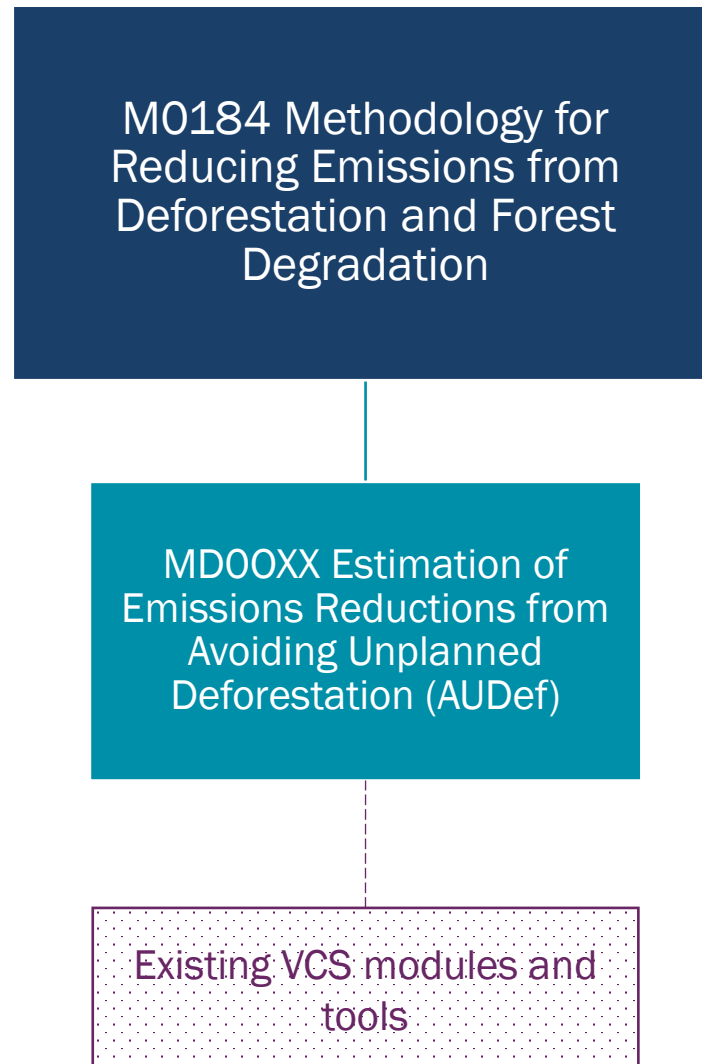 M0184 Methodology for
Reducing Emissions from
Deforestation and Forest
Degradation
MD00XX Estimation of
Emissions Reductions from
Avoiding Unplanned
Deforestation (AUDef)
Existing VCS modules and
tools